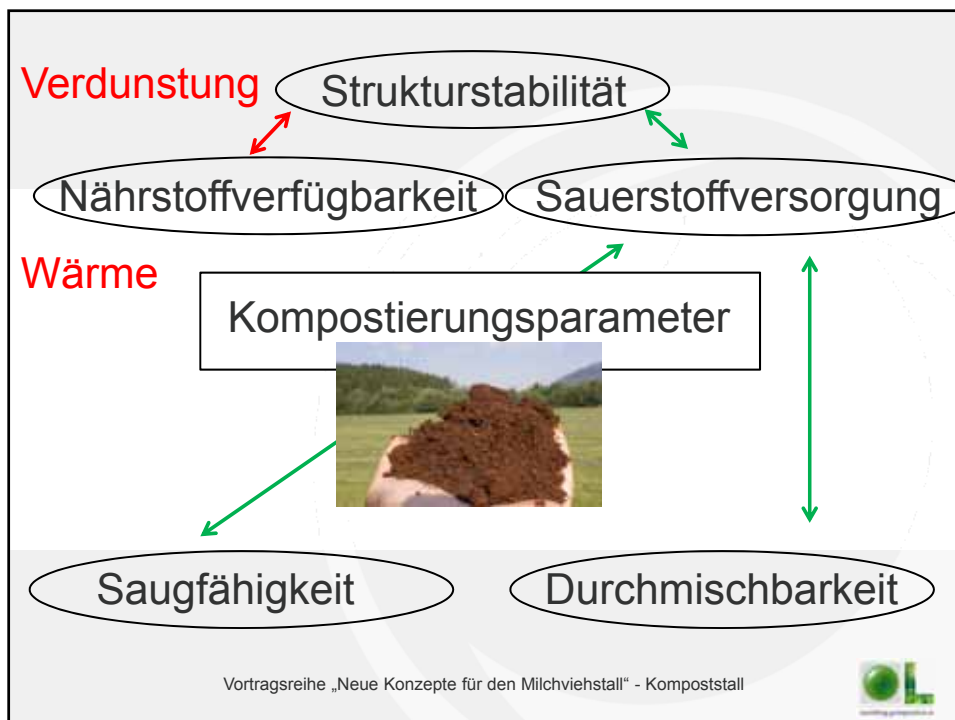 Verdunstung
Strukturstabilität
Nährstoffverfügbarkeit
Sauerstoffversorgung
Wärme
Kompostierungsparameter
Saugfähigkeit
Durchmischbarkeit
Vortragsreihe „Neue Konzepte für den Milchviehstall“ - Kompoststall